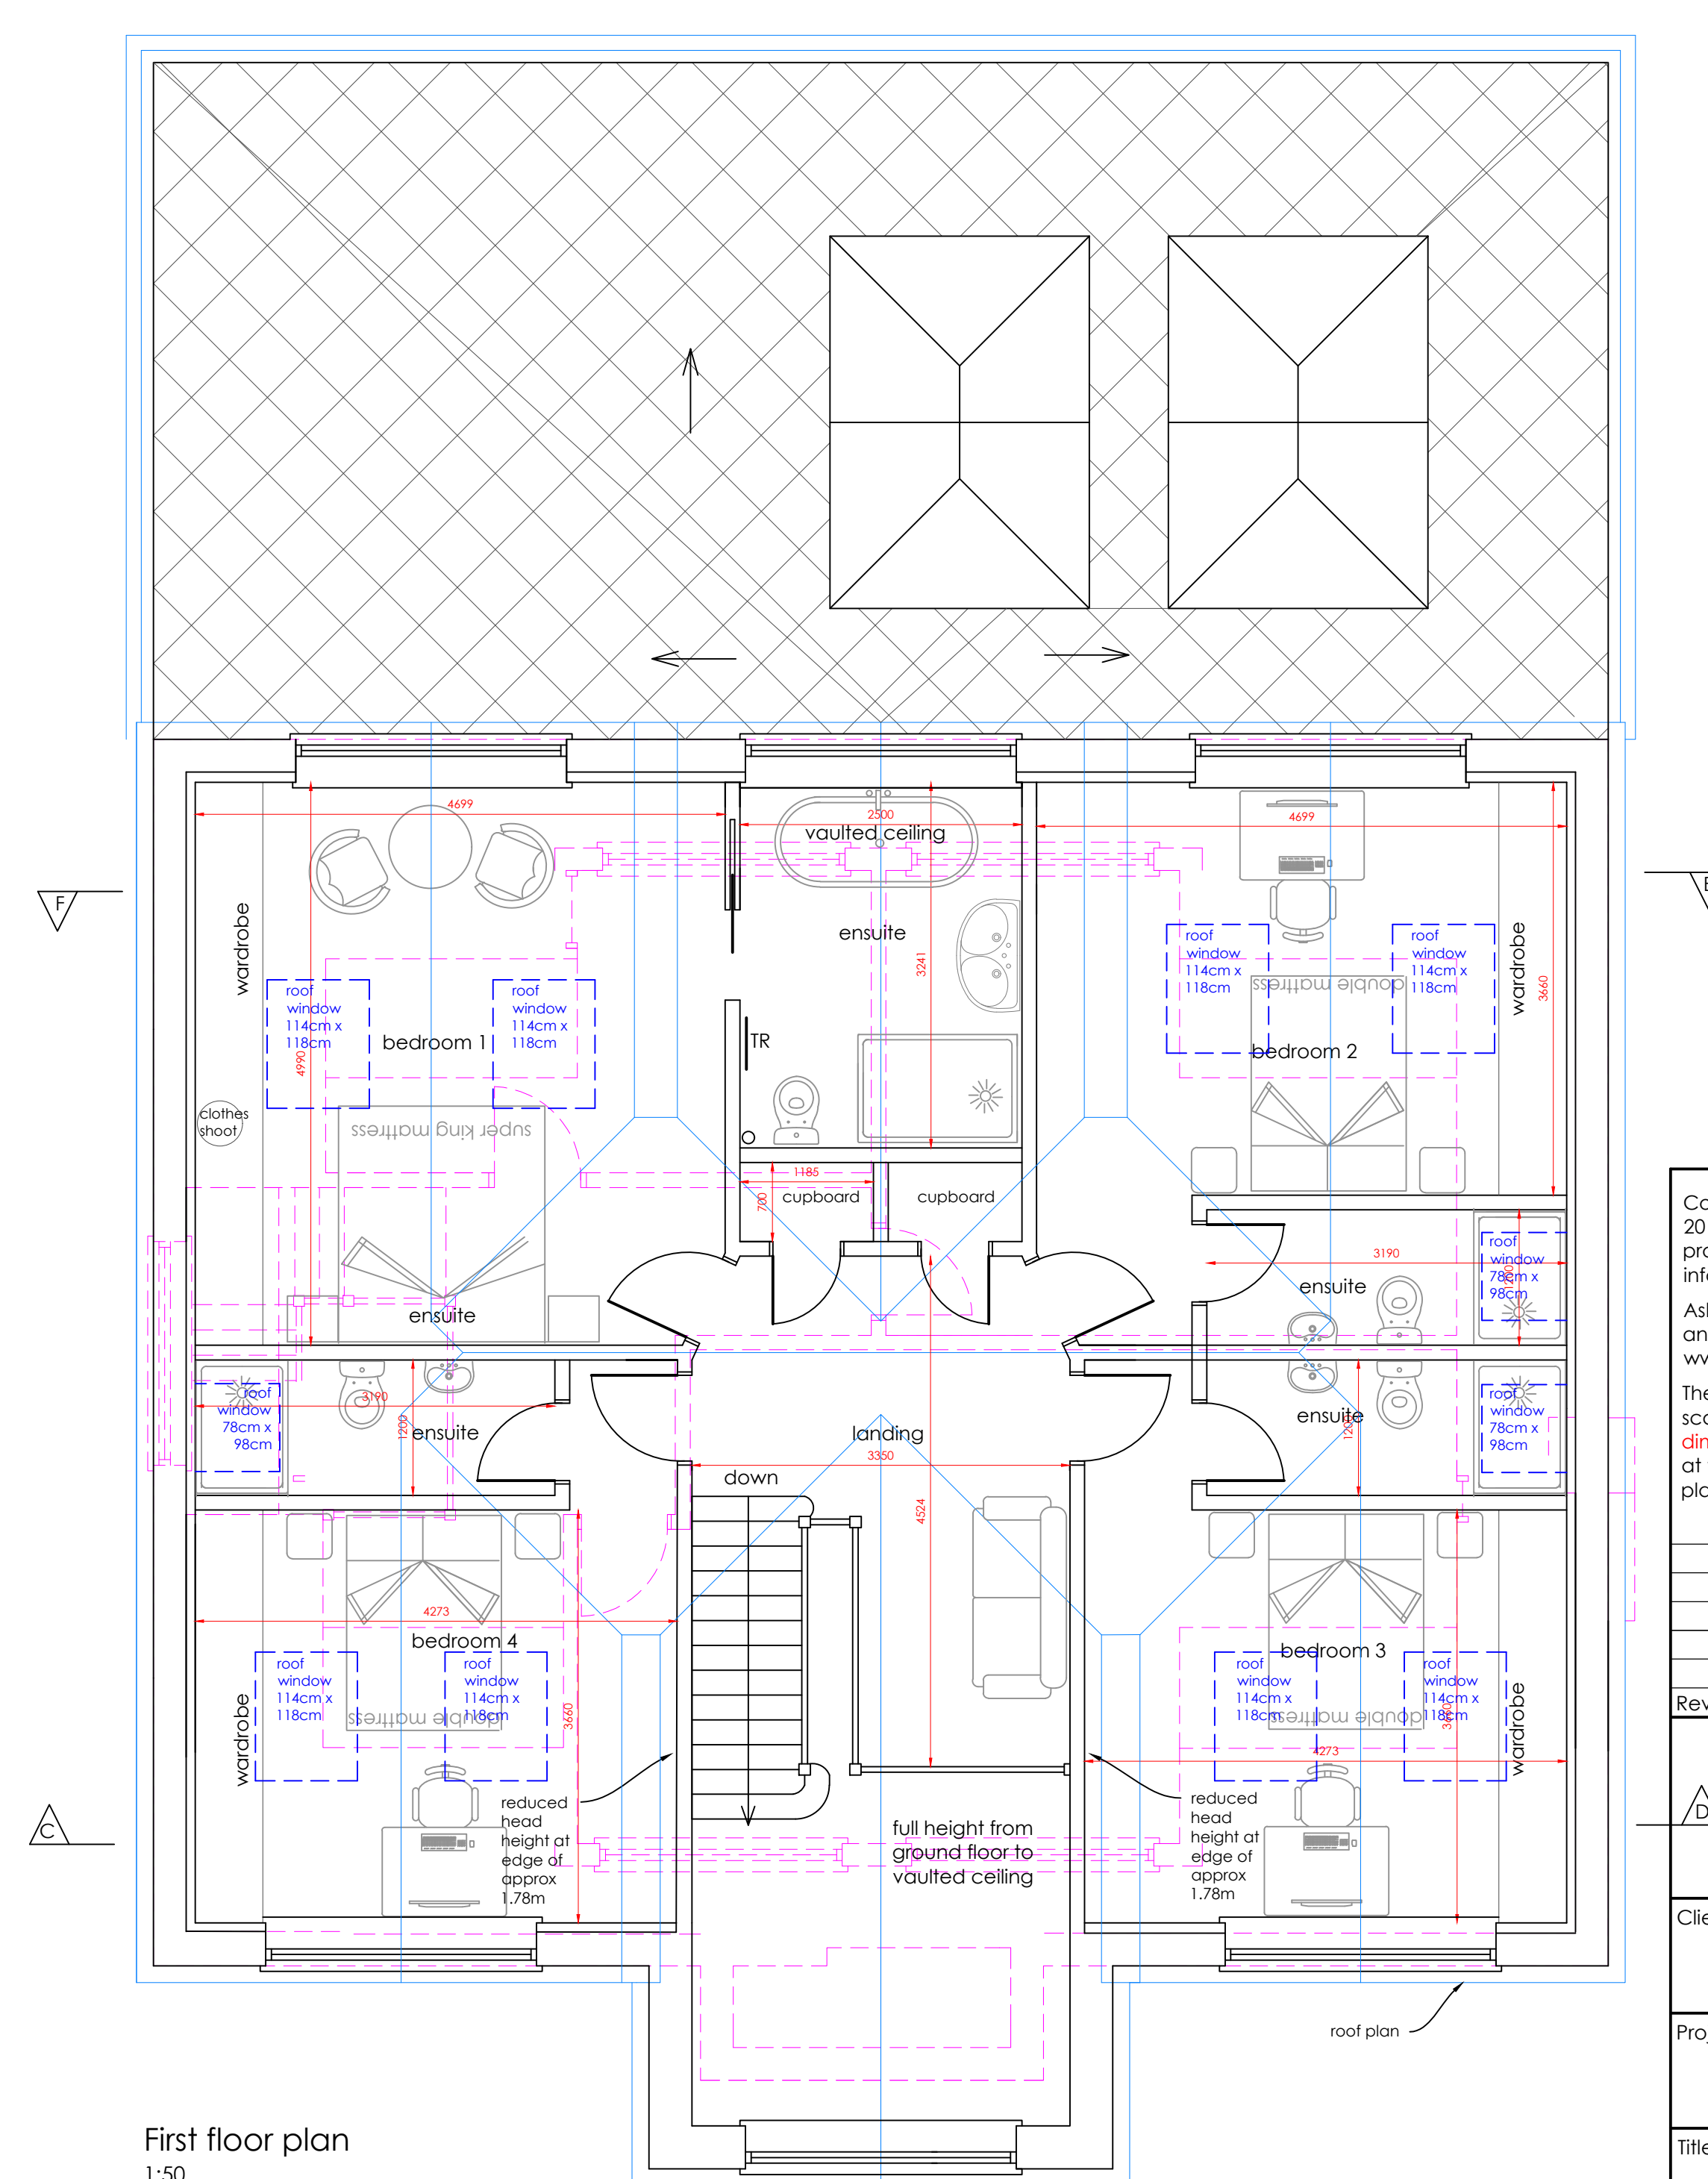 F
4699
2500
vaulted ceiling
4699
wardrobe
ensuite
3241
roof
window
114cm x
118cm
roof
window
114cm x
118cm
double mattress
wardrobe
3660
roof
window
114cm x
118cm
roof
window
114cm x
118cm
bedroom 1
4990
TR
bedroom 2
clothes
shoot
super king mattress
1185
700
cupboard
cupboard
ensuite
3190
ensuite
roof
window
78cm x
98cm
1200
roof
window
78cm x
98cm
3190
1200
ensuite
landing
3350
down
4524
ensuite
1200
roof
window
78cm x
98cm
4273
bedroom 4
roof
window
114cm x
118cm
roof
window
114cm x
118cm
double mattress
wardrobe
3660
bedroom 3
roof
window
114cm x
118cm
roof
window
114cm x
118cm
double mattress
3660
wardrobe
4273
reduced
head
height at
edge of
approx
1.78m
full height from
ground floor to
vaulted ceiling
reduced
head
height at
edge of
approx
1.78m
C
D
roof plan
First floor plan
1:50
20
at
Rev